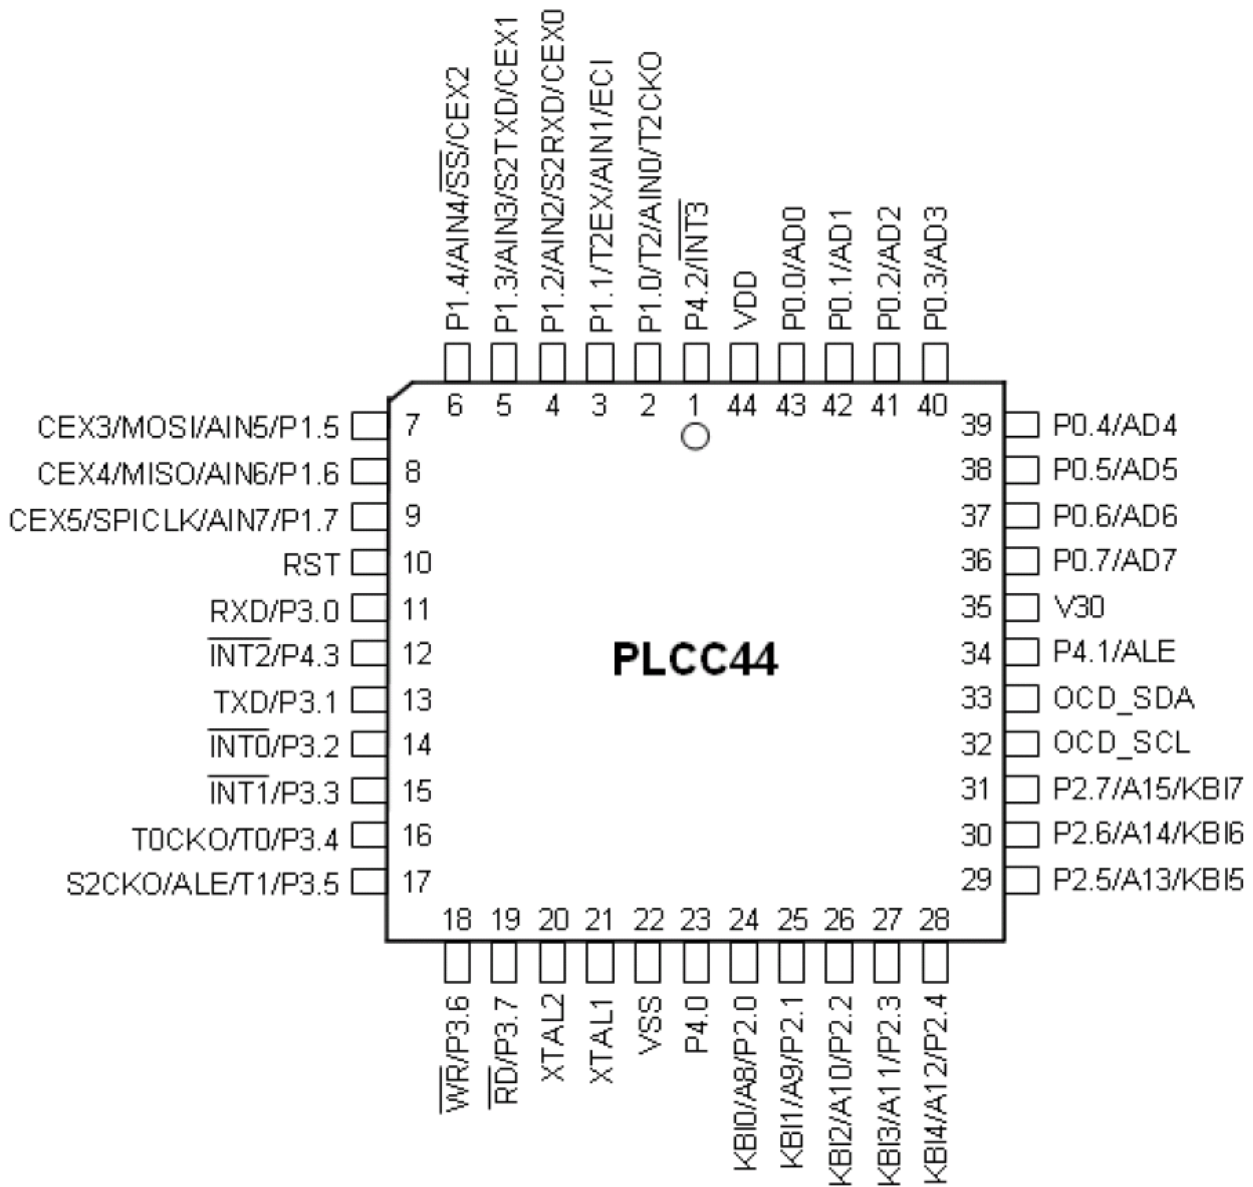 P1.4/AIN4/S̅S̅/CEX2
P1.3/AIN3/S2TXD/CEX1
P1.2/AIN2/S2RXD/CEX0
P1.1/T2EX/AIN1/ECI
P1.0/T2/AIN0/T2CKO
P4.2/I̅N̅T̅3̅
VDD
P0.0/AD0
P0.1/AD1
P0.2/AD2
P0.3/AD3
6 5 4 3 2 1 44 43 42 41 40
CEX3/MOSI/AIN5/P1.5 7
CEX4/MISO/AIN6/P1.6 8
CEX5/SPICLK/AIN7/P1.7 9
RST 10
RXD/P3.0 11
I̅N̅T̅2̅/P4.3 12
TXD/P3.1 13
I̅N̅T̅0̅/P3.2 14
I̅N̅T̅1̅/P3.3 15
T0CKO/T0/P3.4 16
S2CKO/ALE/T1/P3.5 17
PLCC44
39 P0.4/AD4
38 P0.5/AD5
37 P0.6/AD6
36 P0.7/AD7
35 V30
34 P4.1/ALE
33 OCD_SDA
32 OCD_SCL
31 P2.7/A15/KBI7
30 P2.6/A14/KBI6
29 P2.5/A13/KBI5
18 19 20 21 22 23 24 25 26 27 28
W̅R̅/P3.6
R̅D̅/P3.7
XTAL2
XTAL1
VSS
P4.0
KBI0/A8/P2.0
KBI1/A9/P2.1
KBI2/A10/P2.2
KBI3/A11/P2.3
KBI4/A12/P2.4